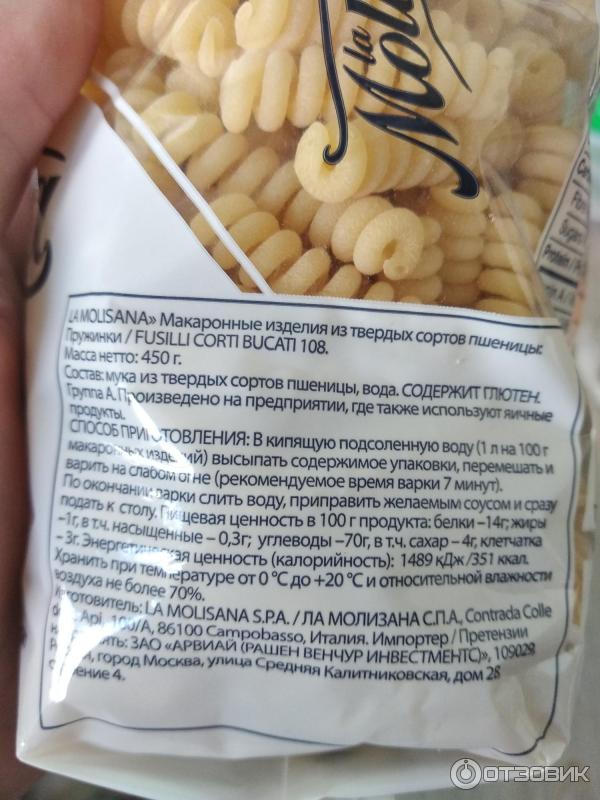 la
Moli
LA MOLISANA» Макаронные изделия из твердых сортов пшеницы:
Пружинки / FUSILLI CORTI BUCATI 108.
Масса нетто: 450 г.
Состав: мука из твердых сортов пшеницы, вода. СОДЕРЖИТ ГЛЮТЕН.
Группа А. Произведено на предприятии, где также используют яичные
продукты.
СПОСОБ ПРИГОТОВЛЕНИЯ: В кипящую подсоленную воду (1 л на 100 г
макаронных изделий) высыпать содержимое упаковки, перемешать и
варить на слабом огне (рекомендуемое время варки 7 минут).
По окончании варки слить воду, приправить желаемым соусом и сразу
подать к столу. Пищевая ценность в 100 г продукта: белки –14г; жиры
–1г, в т.ч. насыщенные – 0,3г; углеводы –70г, в т.ч. сахар – 4г, клетчатка
– 3г. Энергетическая ценность (калорийность): 1489 кДж /351 ккал.
Хранить при температуре от 0 °C до +20 °C и относительной влажности
воздуха не более 70%.
Изготовитель: LA MOLISANA S.P.A. / ЛА МОЛИЗАНА С.П.А., Contrada Colle
Api, 100/A, 86100 Campobasso, Италия. Импортер / Претензии
ЗАО «АРВИАЙ (РАШЕН ВЕНЧУР ИНВЕСТМЕНТС)», 109029
город Москва, улица Средняя Калитниковская, дом 28
4.
Sugars
Protein
ОТЗОВИК